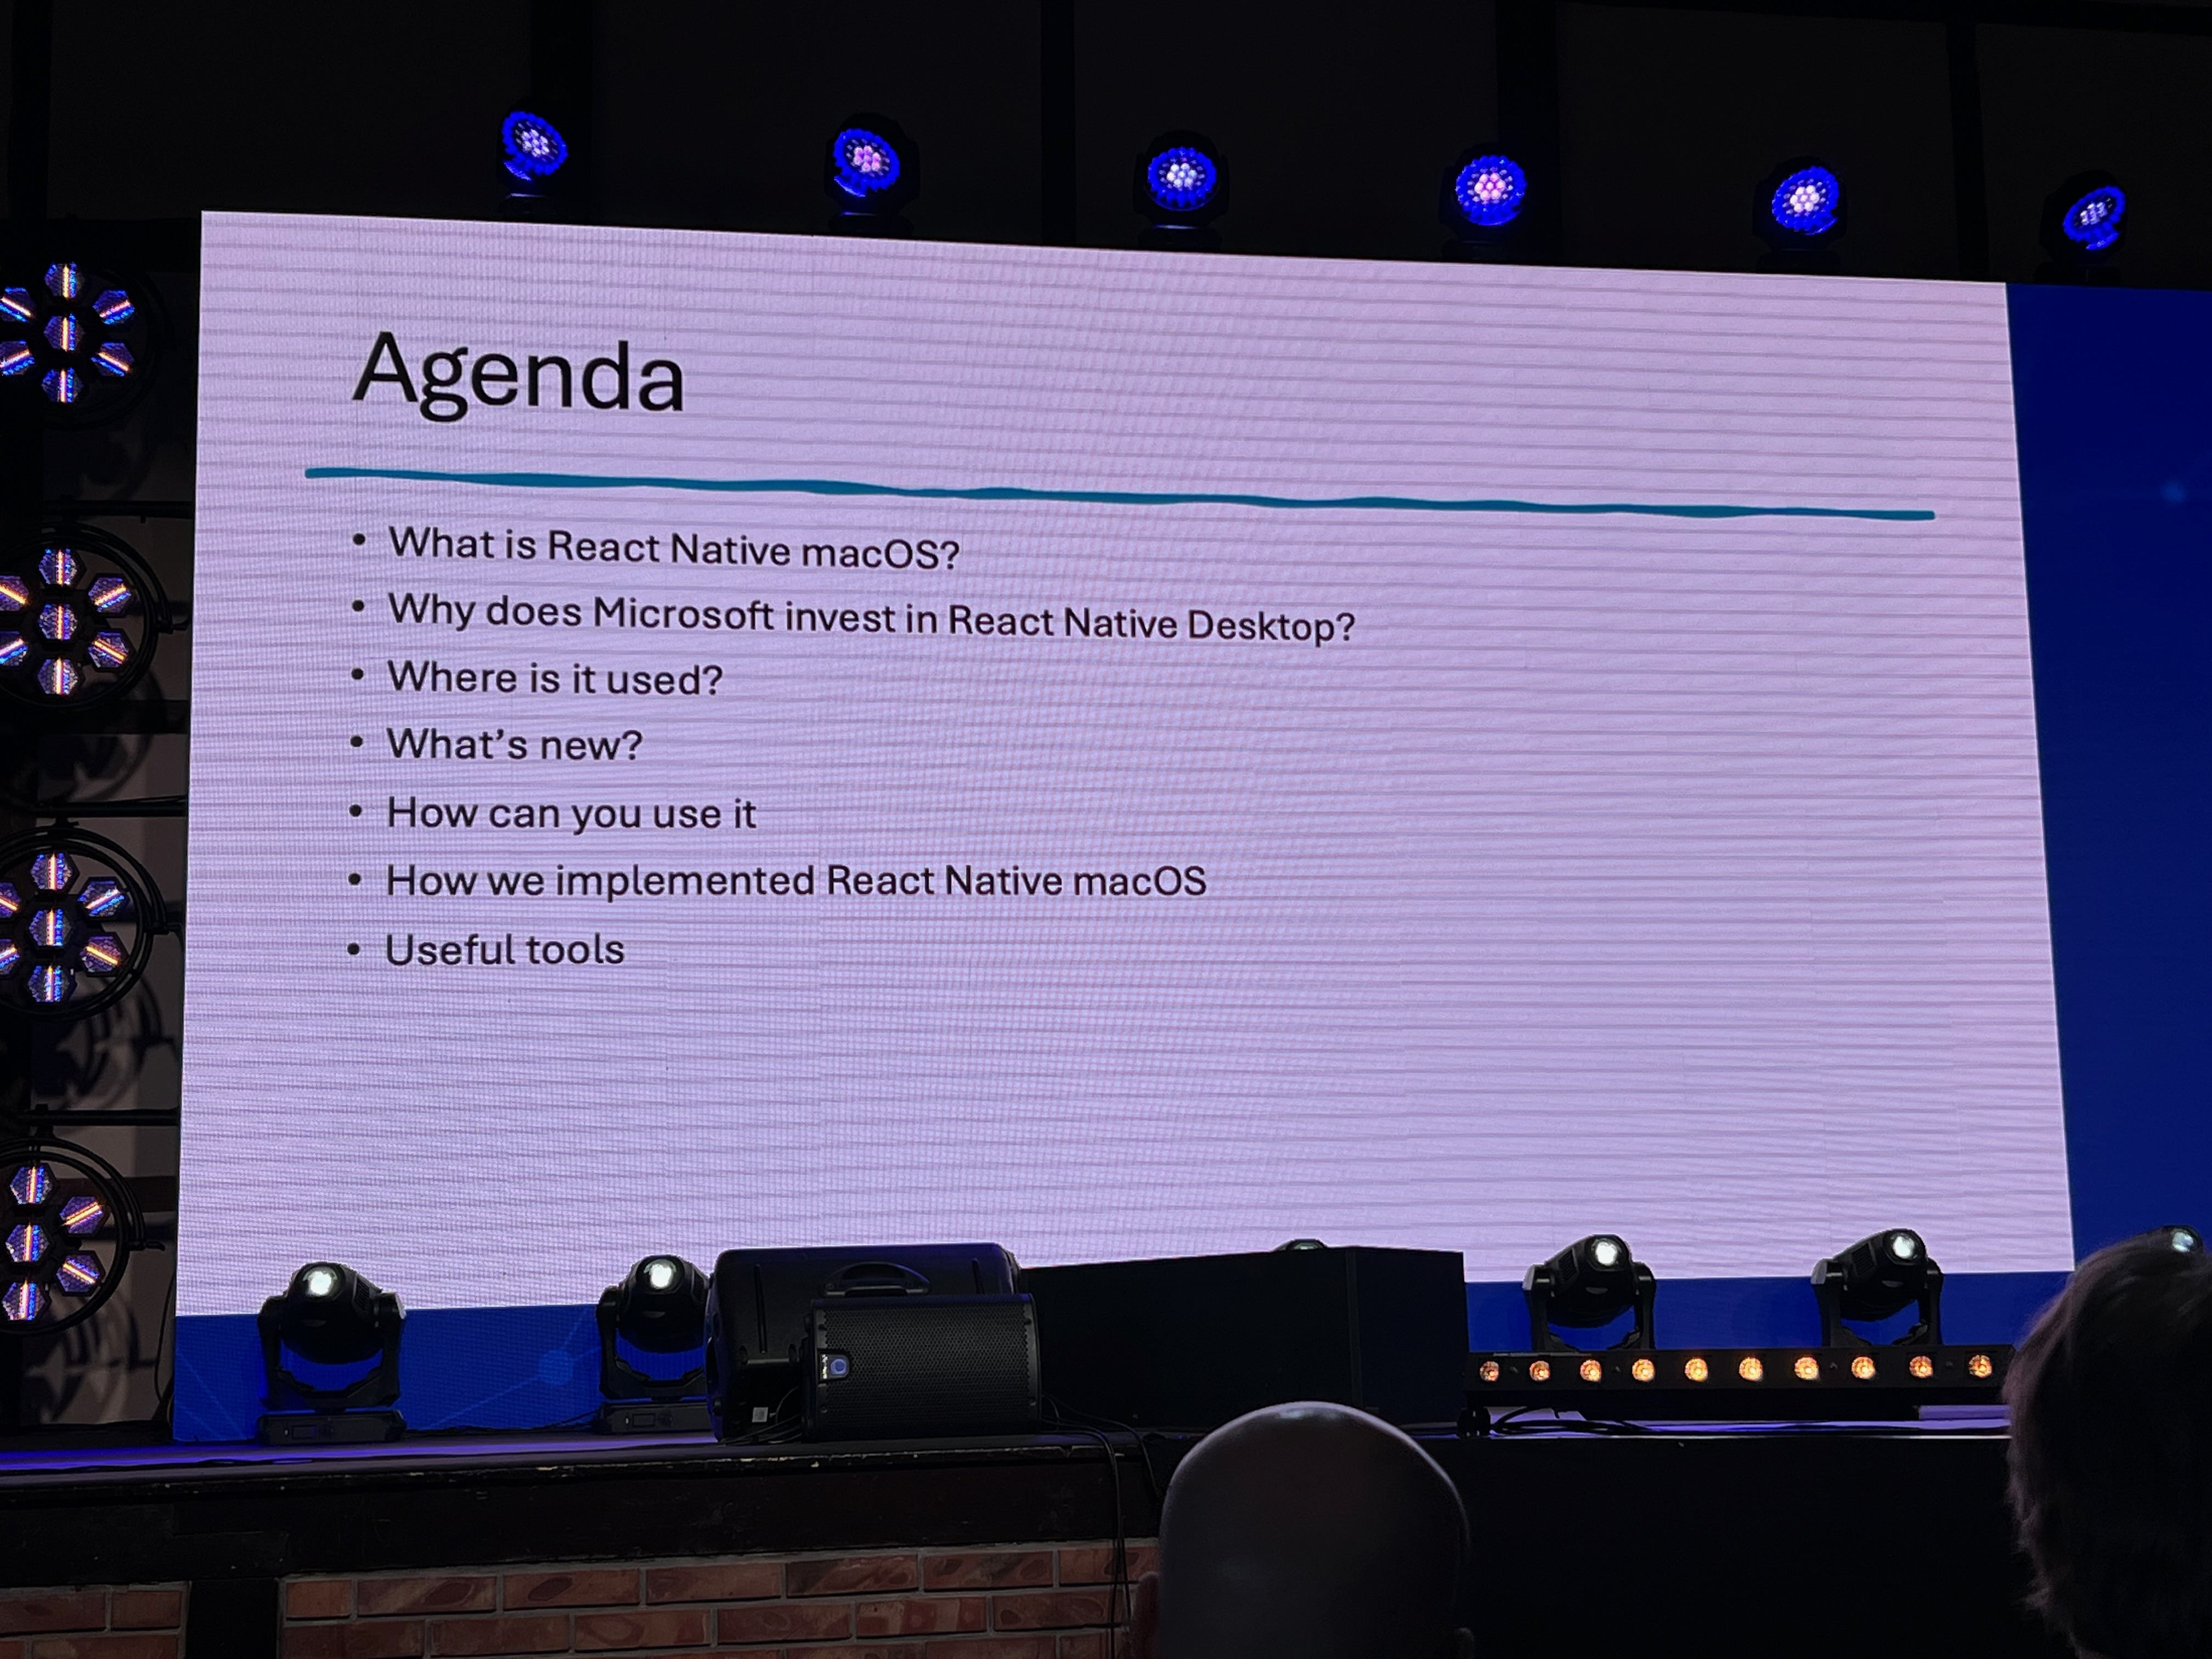 Agenda
• What is React Native macOS?
• Why does Microsoft invest in React Native Desktop?
• Where is it used?
• What's new?
• How can you use it
• How we implemented React Native macOS
• Useful tools